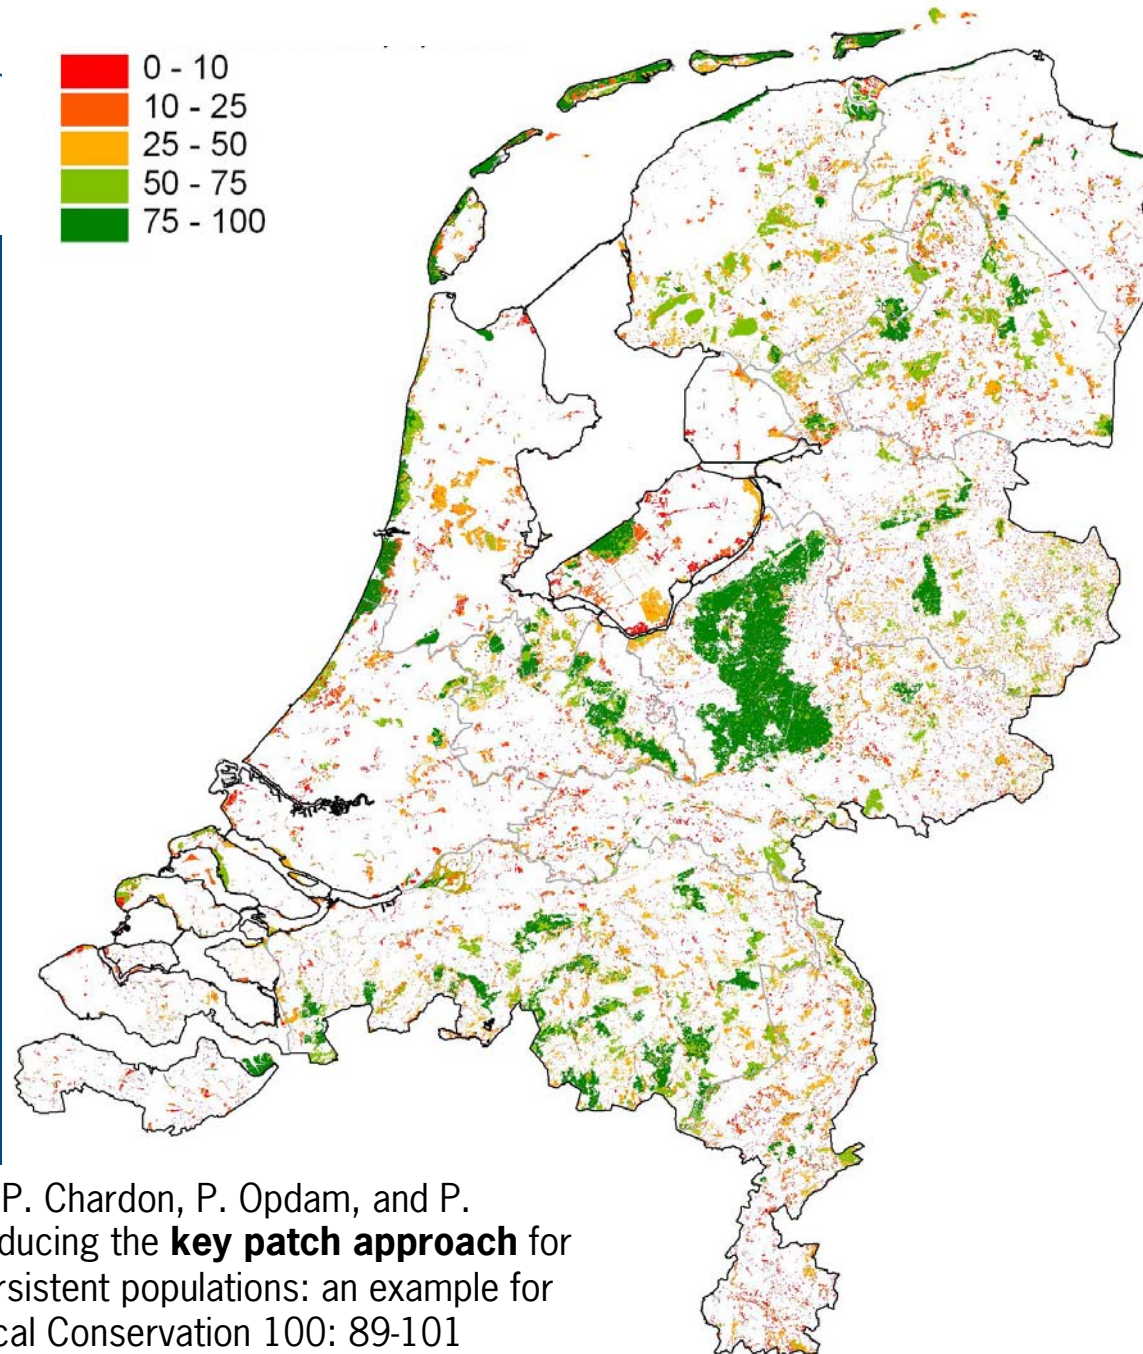 0 - 10
10 - 25
25 - 50
50 - 75
75 - 100
P. Chardon, P. Opdam, and P.
ducing the key patch approach for
rsistent populations: an example for
cal Conservation 100: 89-101